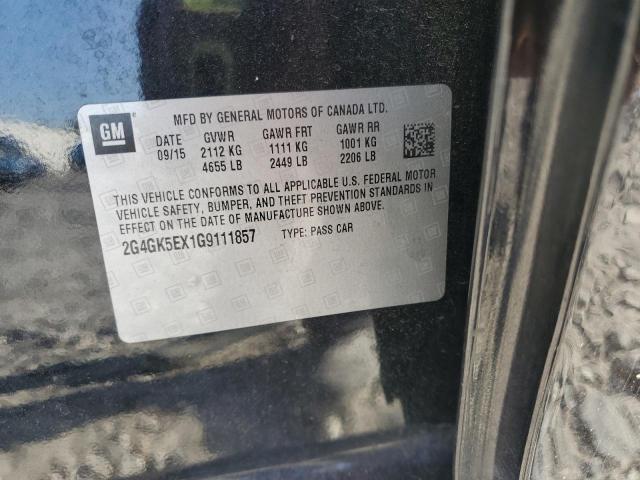 GM
MFD BY GENERAL MOTORS OF CANADA LTD.
DATE GVWR GAWR FRT GAWR RR
09/15 2112 KG 1111 KG 1001 KG
4655 LB 2449 LB 2206 LB
THIS VEHICLE CONFORMS TO ALL APPLICABLE U.S. FEDERAL MOTOR
VEHICLE SAFETY, BUMPER, AND THEFT PREVENTION STANDARDS IN
EFFECT ON THE DATE OF MANUFACTURE SHOWN ABOVE.
2G4GK5EX1G9111857 TYPE: PASS CAR